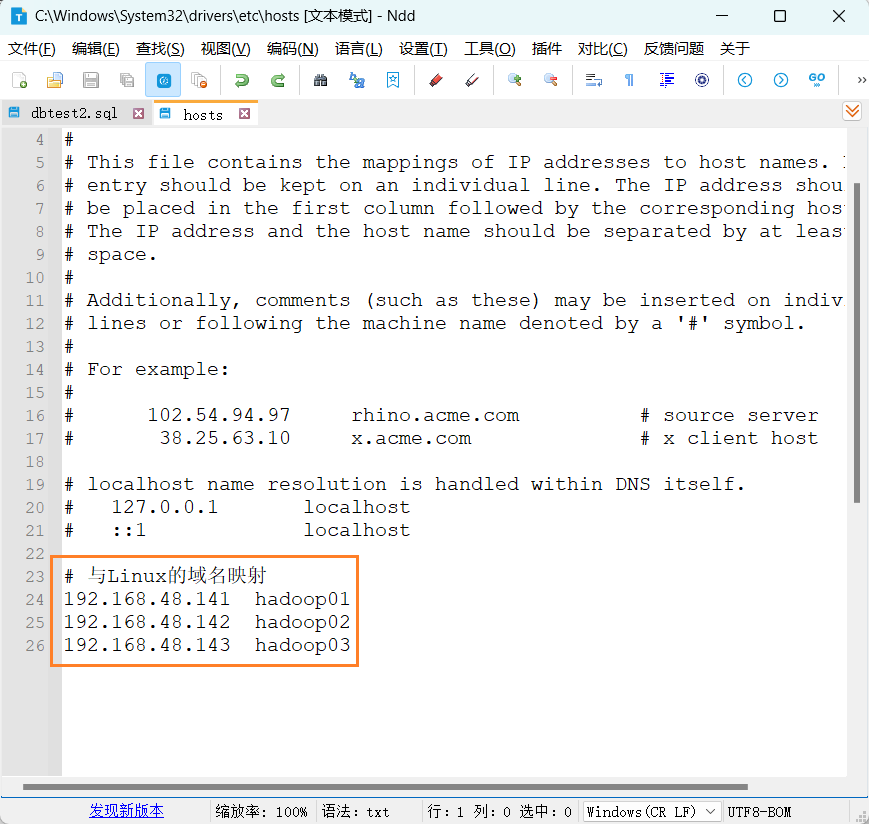 C:\Windows\System32\drivers\etc\hosts [文本模式] - Ndd
文件(F) 编辑(E) 查找(S) 视图(V) 编码(N) 语言(L) 设置(T) 工具(O) 插件 对比(C) 反馈问题 关于
GO
dbtest2.sql hosts
4 #
5 # This file contains the mappings of IP addresses to host names.
6 # entry should be kept on an individual line. The IP address shou
7 # be placed in the first column followed by the corresponding hos
8 # The IP address and the host name should be separated by at leas
9 # space.
10 #
11 # Additionally, comments (such as these) may be inserted on indiv
12 # lines or following the machine name denoted by a '#' symbol.
13 #
14 # For example:
15 #
16 # 102.54.94.97 rhino.acme.com # source server
17 # 38.25.63.10 x.acme.com # x client host
18
19 # localhost name resolution is handled within DNS itself.
20 # 127.0.0.1 localhost
21 # ::1 localhost
22
23 # 与Linux的域名映射
24 192.168.48.141 hadoop01
25 192.168.48.142 hadoop02
26 192.168.48.143 hadoop03
发现新版本 缩放率: 100% 语法: txt 行: 1 列: 0 选中: 0 Windows(CR LF) UTF8-BOM